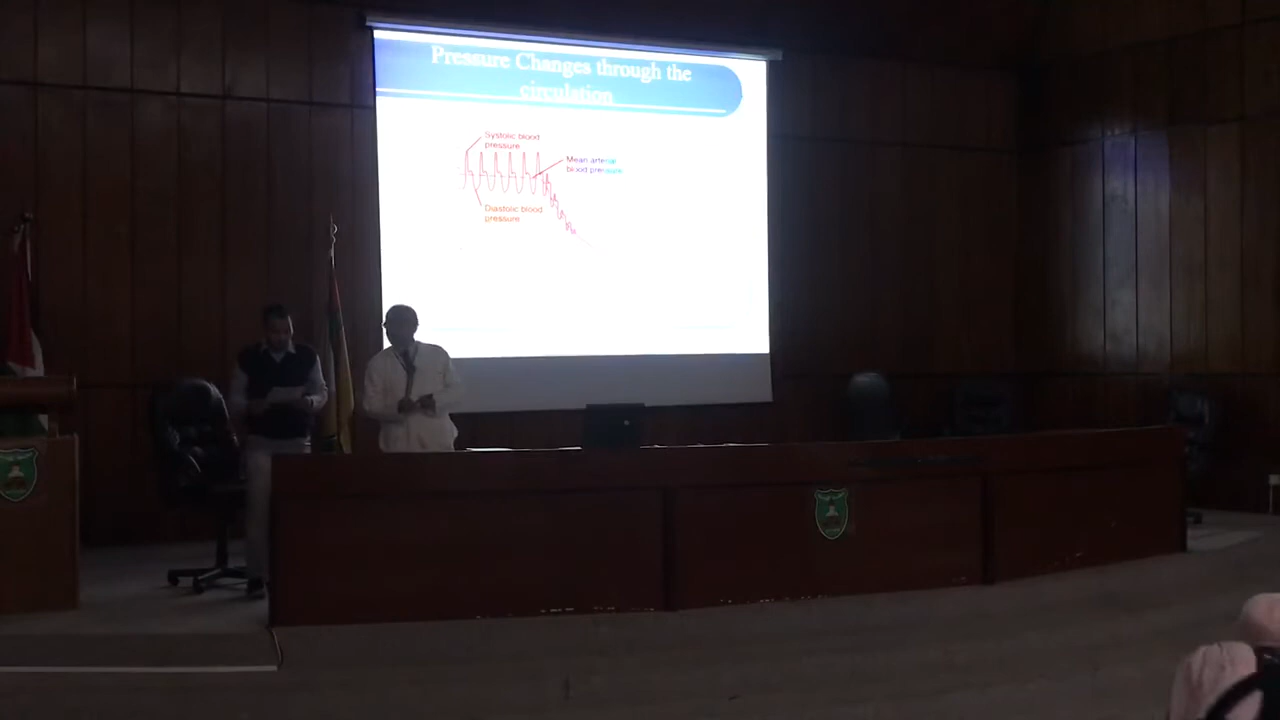 Pressure Changes through the
circulation
Systolic blood
pressure
Mean arterial
blood pressure
Diastolic blood
pressure